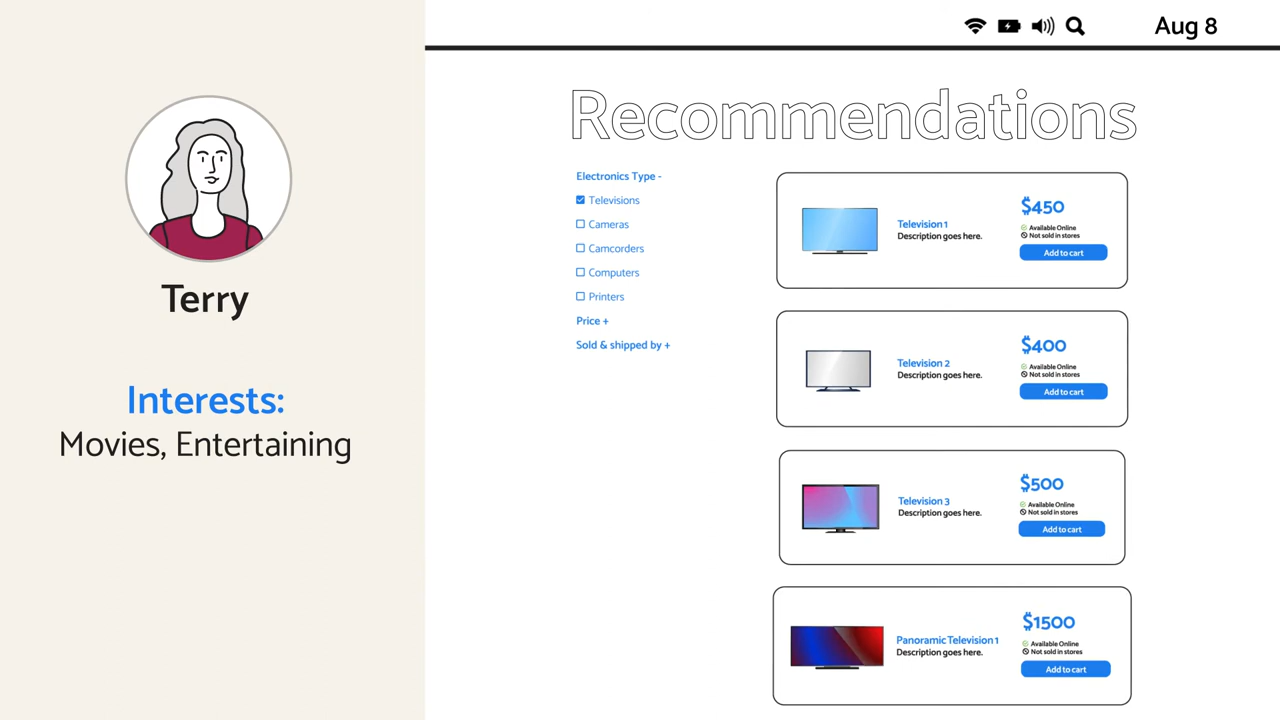 Aug 8
Recommendations
Terry
Interests:
Movies, Entertaining
Electronics Type -
Televisions
Cameras
Camcorders
Computers
Printers
Price +
Sold & shipped by +
Television 1
Description goes here.
$450
Available Online
Not sold in stores
Add to cart
Television 2
Description goes here.
$400
Available Online
Not sold in stores
Add to cart
Television 3
Description goes here.
$500
Available Online
Not sold in stores
Add to cart
Panoramic Television 1
Description goes here.
$1500
Available Online
Not sold in stores
Add to cart